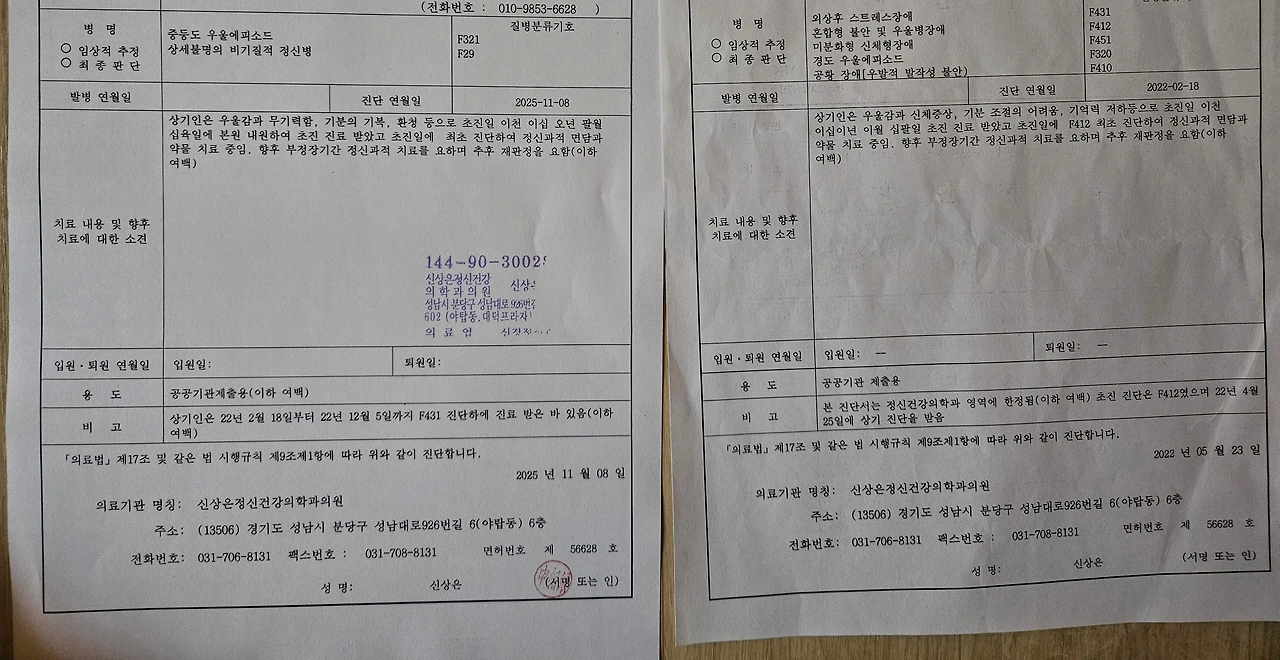 (전화번호 : 010-9853-6628 )
병 명
○ 임상적 추정
○ 최 종 판 단
중등도 우울에피소드
상세불명의 비기질적 정신병
질병분류기호
F321
F29
발병 연월일
진단 연월일
2025-11-08
치료 내용 및 향후
치료에 대한 소견
상기인은 우울감과 무기력함, 기분의 기복, 환청 등으로 초진일 이천 이십 오년 팔월
십육일에 본원 내원하여 초진 진료 받았고 초진일에 최초 진단하여 정신과적 면담과
약물 치료 중임. 향후 부정장기간 정신과적 치료를 요하며 추후 재판정을 요함(이하
여백)
144-90-3002
신상은정신건강
의학과의원 신상
성남시 분당구 성남대로 926번
602 (야탑동, 대덕프라자)
의 료 업
입원·퇴원 연월일
입원일:
퇴원일:
용 도
공공기관제출용(이하 여백)
비 고
상기인은 22년 2월 18일부터 22년 12월 5일까지 F431 진단하에 진료 받은 바 있음(이하
여백)
「의료법」 제17조 및 같은 법 시행규칙 제9조제1항에 따라 위와 같이 진단합니다.
2025 년 11 월 08 일
의료기관 명칭: 신상은정신건강의학과의원
주소: (13506) 경기도 성남시 분당구 성남대로926번길 6(야탑동) 6층
전화번호: 031-706-8131 팩스번호 : 031-708-8131 면허번호 제 56628 호
성 명: 신상은 (서명 또는 인)
병 명
○ 임상적 추정
○ 최 종 판 단
외상후 스트레스장애
혼합형 불안 및 우울병장애
미분화형 신체형장애
경도 우울에피소드
공황 장애[우발적 발작성 불안]
F431
F412
F451
F320
F410
발병 연월일
진단 연월일
2022-02-18
치료 내용 및 향후
치료에 대한 소견
상기인은 우울감과 신체증상, 기분 조절의 어려움, 기억력 저하등으로 초진일 이천
이십이년 이월 십팔일 초진 진료 받았고 초진일에 F412 최초 진단하여 정신과적 면담과
약물 치료 중임. 향후 부정장기간 정신과적 치료를 요하며 추후 재판정을 요함(이하
여백)
입원·퇴원 연월일
입원일: —
퇴원일: —
용 도
공공기관 제출용
비 고
본 진단서는 정신건강의학과 영역에 한정됨(이하 여백) 초진 진단은 F412였으며 22년 4월
25일에 상기 진단을 받음
「의료법」 제17조 및 같은 법 시행규칙 제9조제1항에 따라 위와 같이 진단합니다.
2022 년 05 월 23 일
의료기관 명칭: 신상은정신건강의학과의원
주소: (13506) 경기도 성남시 분당구 성남대로926번길 6(야탑동) 6층
전화번호: 031-706-8131 팩스번호 : 031-708-8131 면허번호 제 56628 호
성 명: 신상은 (서명 또는 인)